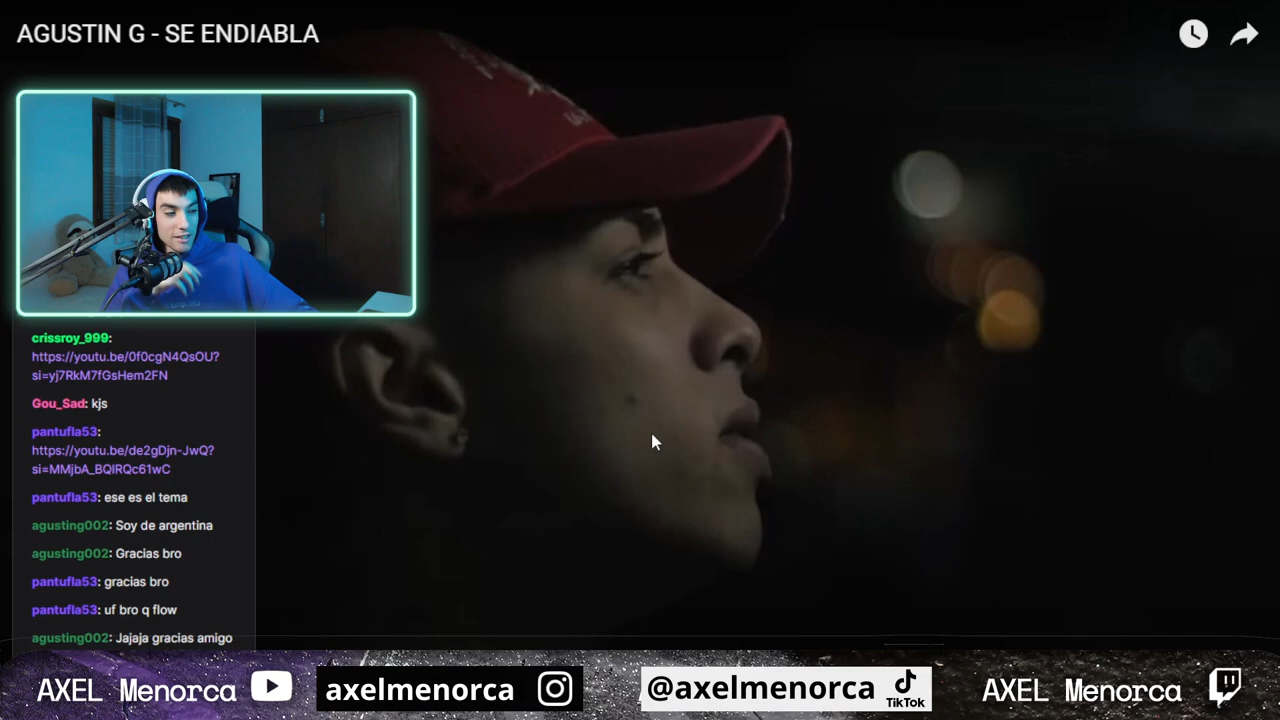 AGUSTIN G - SE ENDIABLA
crissroy_999:
https://youtu.be/0f0cgN4QsOU?
si=yj7RkM7fGsHem2FN
Gou_Sad: kjs
pantufla53:
https://youtu.be/de2gDjn-JwQ?
si=MMjbA_BQIRQc61wC
pantufla53: ese es el tema
agusting002: Soy de argentina
agusting002: Gracias bro
pantufla53: gracias bro
pantufla53: uf bro q flow
agusting002: Jajaja gracias amigo
AXEL Menorca
axelmenorca
@axelmenorca
TikTok
AXEL Menorca